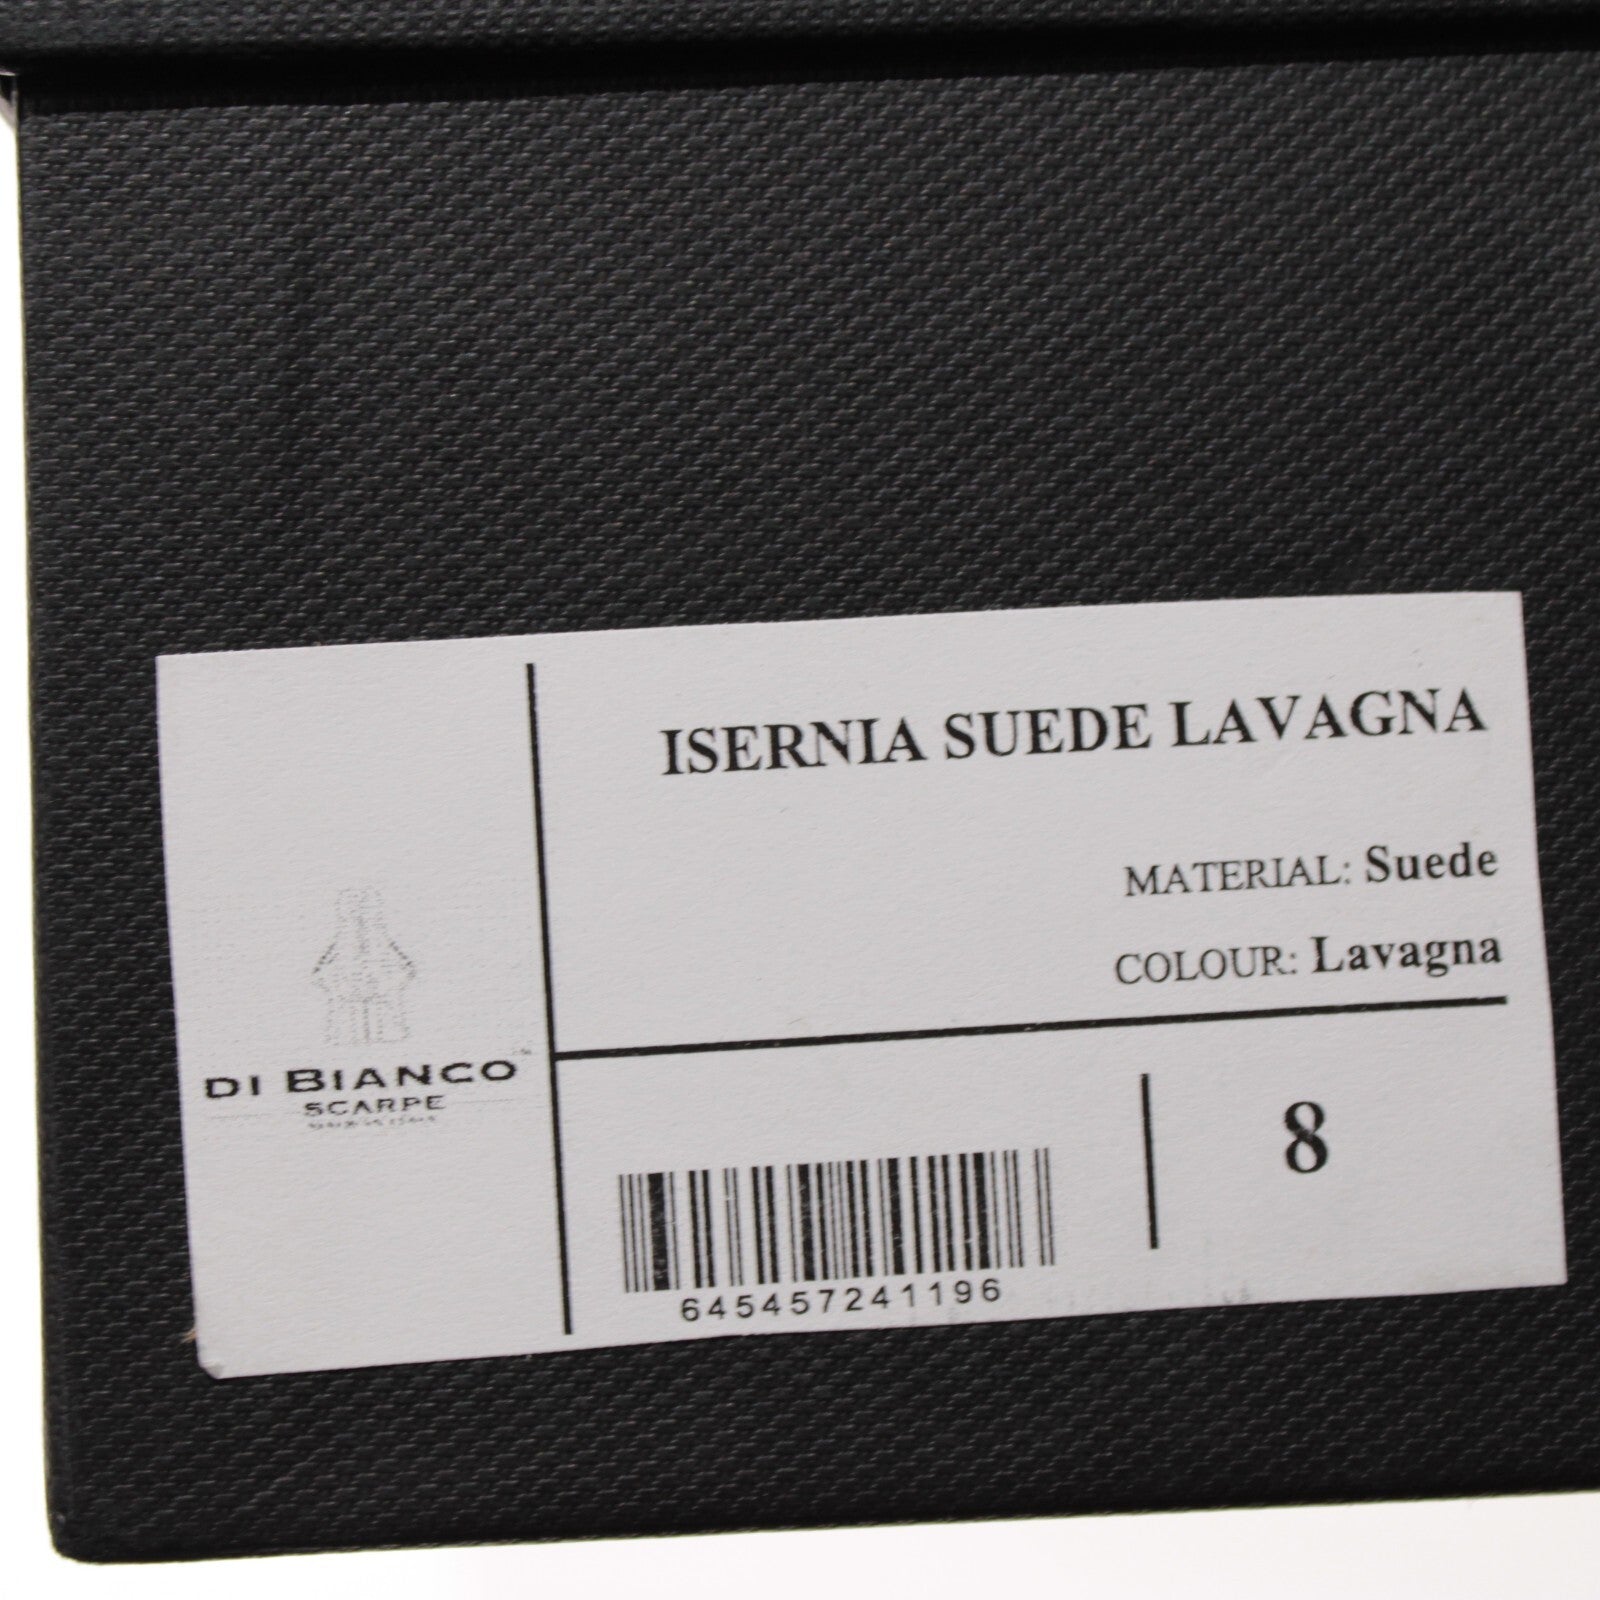 ISERNIA SUEDE LAVAGNA
MATERIAL: Suede
COLOUR: Lavagna
DI BIANCO
SCARPE
8
645457241196